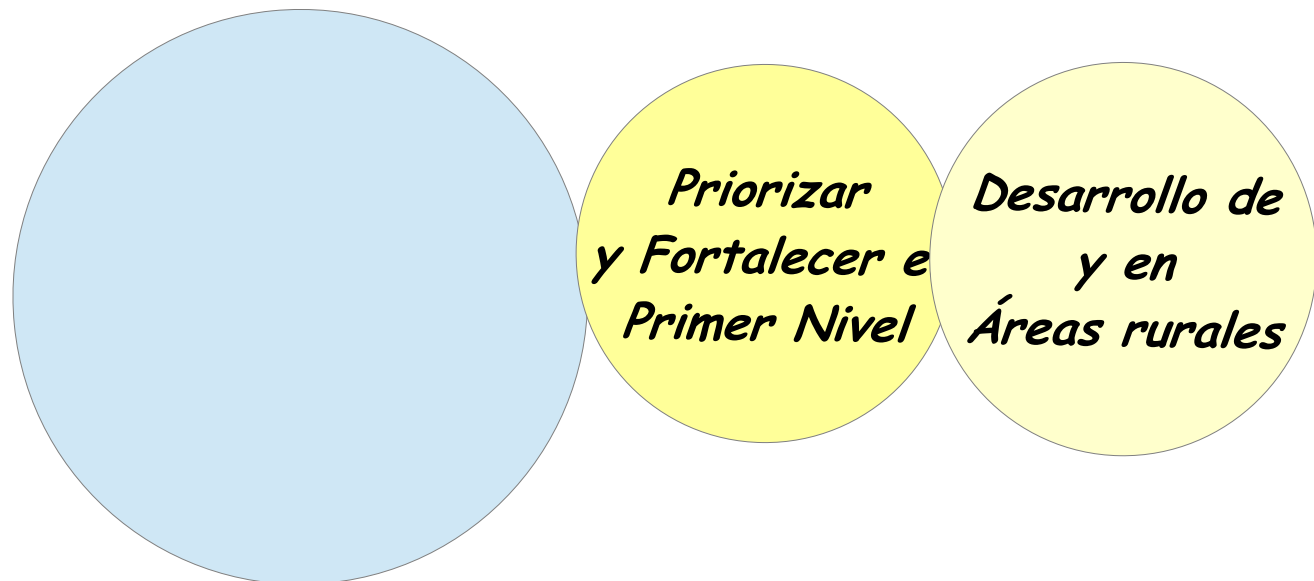 Priorizar
y Fortalecer e
Primer Nivel
Desarrollo de
y en
Áreas rurales